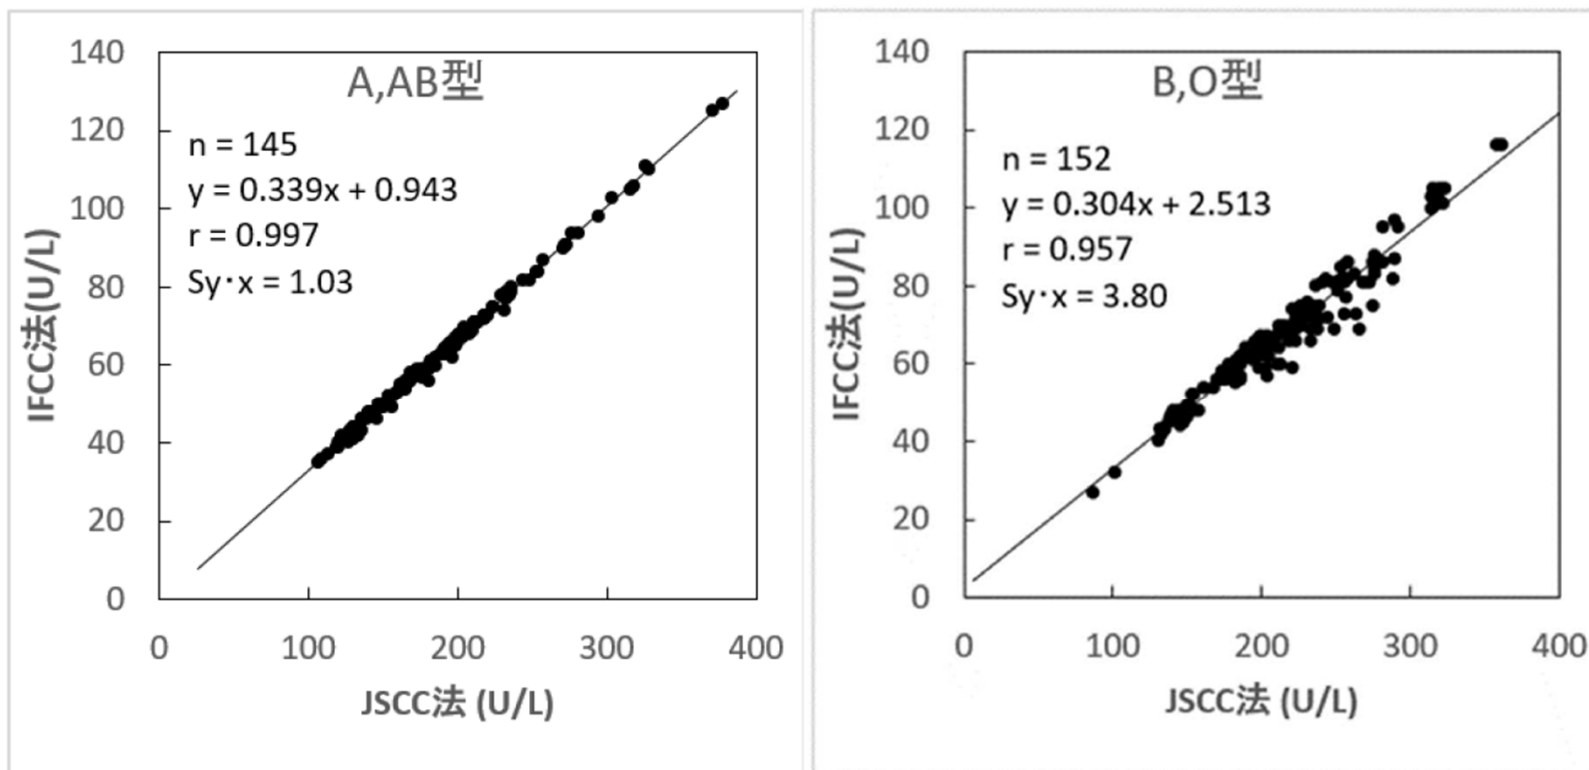 A,AB型
n = 145
y = 0.339x + 0.943
r = 0.997
Sy･x = 1.03
IFCC法(U/L)
140
120
100
80
60
40
20
0
0 100 200 300 400
JSCC法 (U/L)
B,O型
n = 152
y = 0.304x + 2.513
r = 0.957
Sy･x = 3.80
IFCC法(U/L)
140
120
100
80
60
40
20
0
0 100 200 300 400
JSCC法 (U/L)